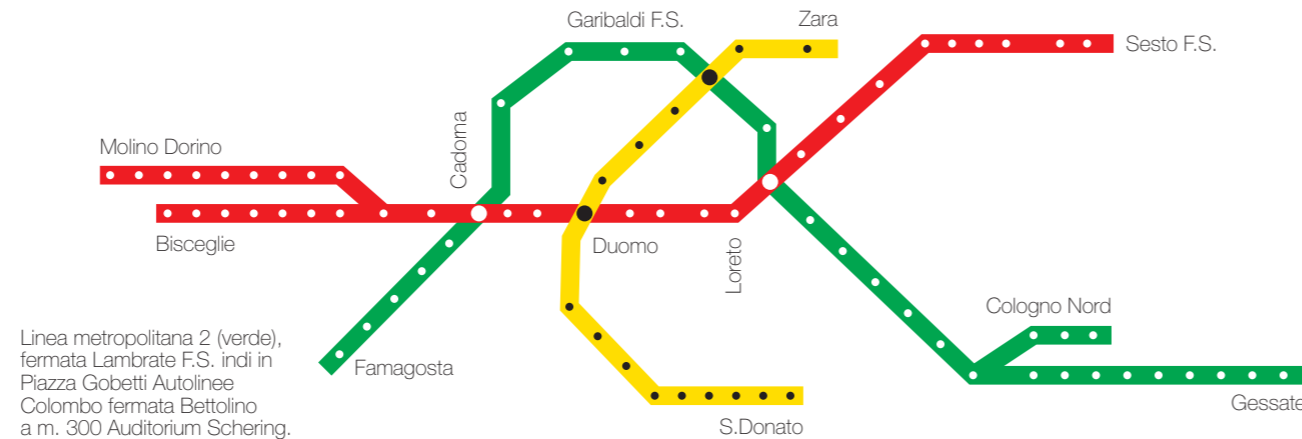 Garibaldi F.S.
Zara
Sesto F.S.
Molino Dorino
Cadorna
Bisceglie
Duomo
Loreto
Cologno Nord
Famagosta
Gessate
S.Donato
Linea metropolitana 2 (verde),
fermata Lambrate F.S. indi in
Piazza Gobetti Autolinee
Colombo fermata Bettolino
a m. 300 Auditorium Schering.